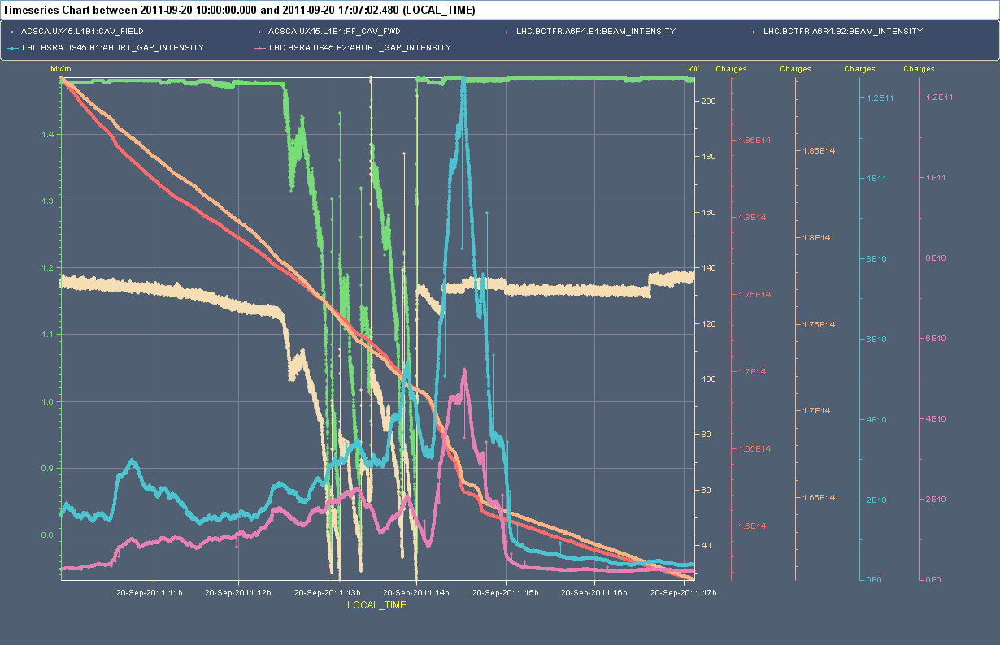 Timeseries Chart between 2011-09-20 10:00:00.000 and 2011-09-20 17:07:02.480 (LOCAL_TIME)
ACSCA.UX45.L1B1:CAV_FIELD ACSCA.UX45.L1B1:RF_CAV_FWD LHC.BCTFR.A6R4.B1:BEAM_INTENSITY LHC.BCTFR.A6R4.B2:BEAM_INTENSITY
LHC.BSRA.US45.B1:ABORT_GAP_INTENSITY LHC.BSRA.US45.B2:ABORT_GAP_INTENSITY
Mv/m kW Charges Charges Charges Charges
200 1.2E11 1.2E11
1.4 180 1.85E14 1.85E14
1E11 1E11
1.3 160 1.8E14
1.8E14
1.2 140 8E10 8E10
1.75E14
1.1 120 1.75E14 6E10 6E10
1.7E14
1.0 100
1.7E14 4E10 4E10
80 1.65E14
0.9
60 1.65E14 2E10 2E10
0.8 40 1.6E14
0E0 0E0
20-Sep-2011 11h 20-Sep-2011 12h 20-Sep-2011 13h 20-Sep-2011 14h 20-Sep-2011 15h 20-Sep-2011 16h 20-Sep-2011 17h
LOCAL_TIME